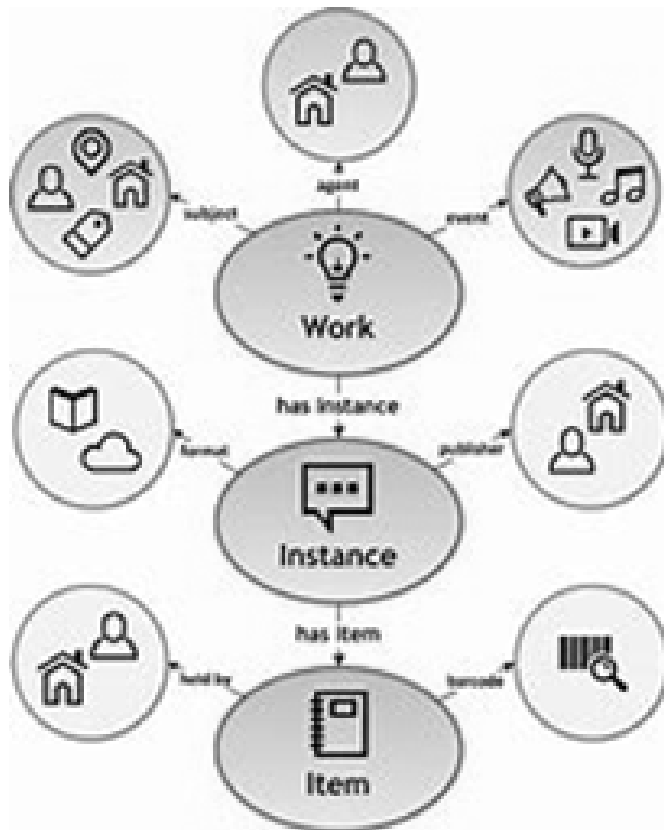 agent
subject
event
Work
has instance
format
publisher
Instance
has item
held by
barcode
Item